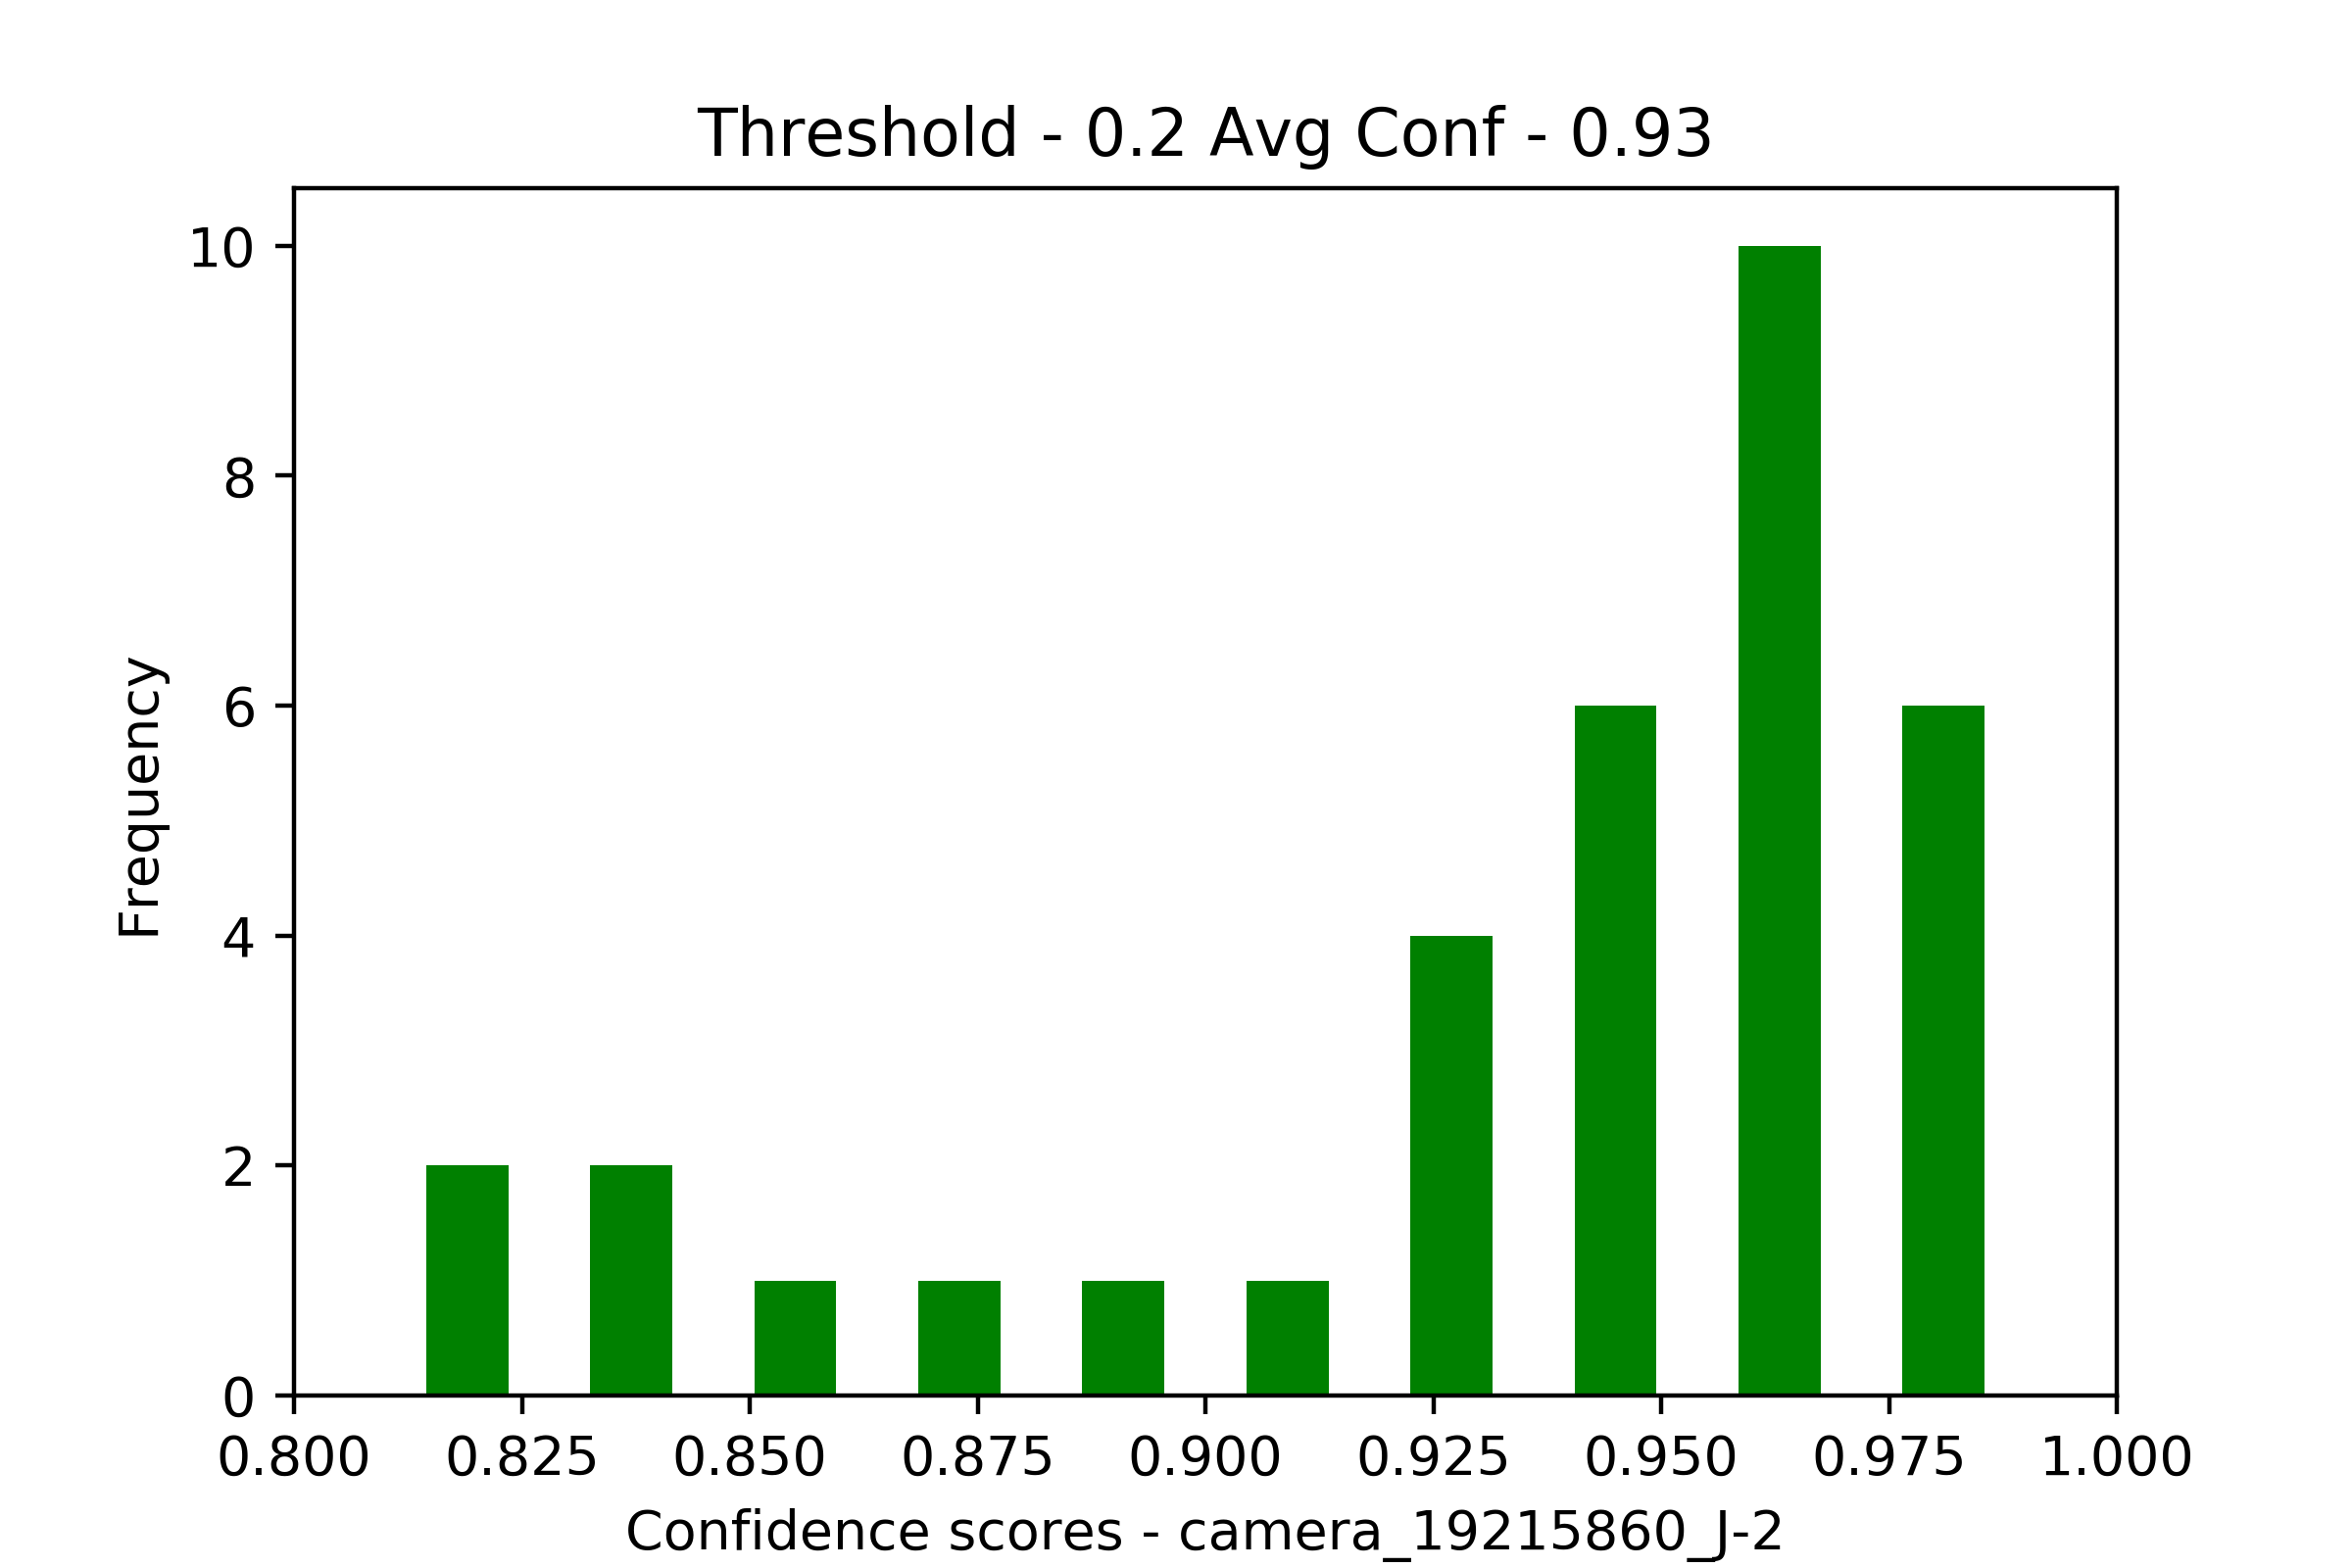 Threshold - 0.2 Avg Conf - 0.93
10
8
6
4
2
0
Frequency
0.800 0.825 0.850 0.875 0.900 0.925 0.950 0.975 1.000
Confidence scores - camera_19215860_J-2